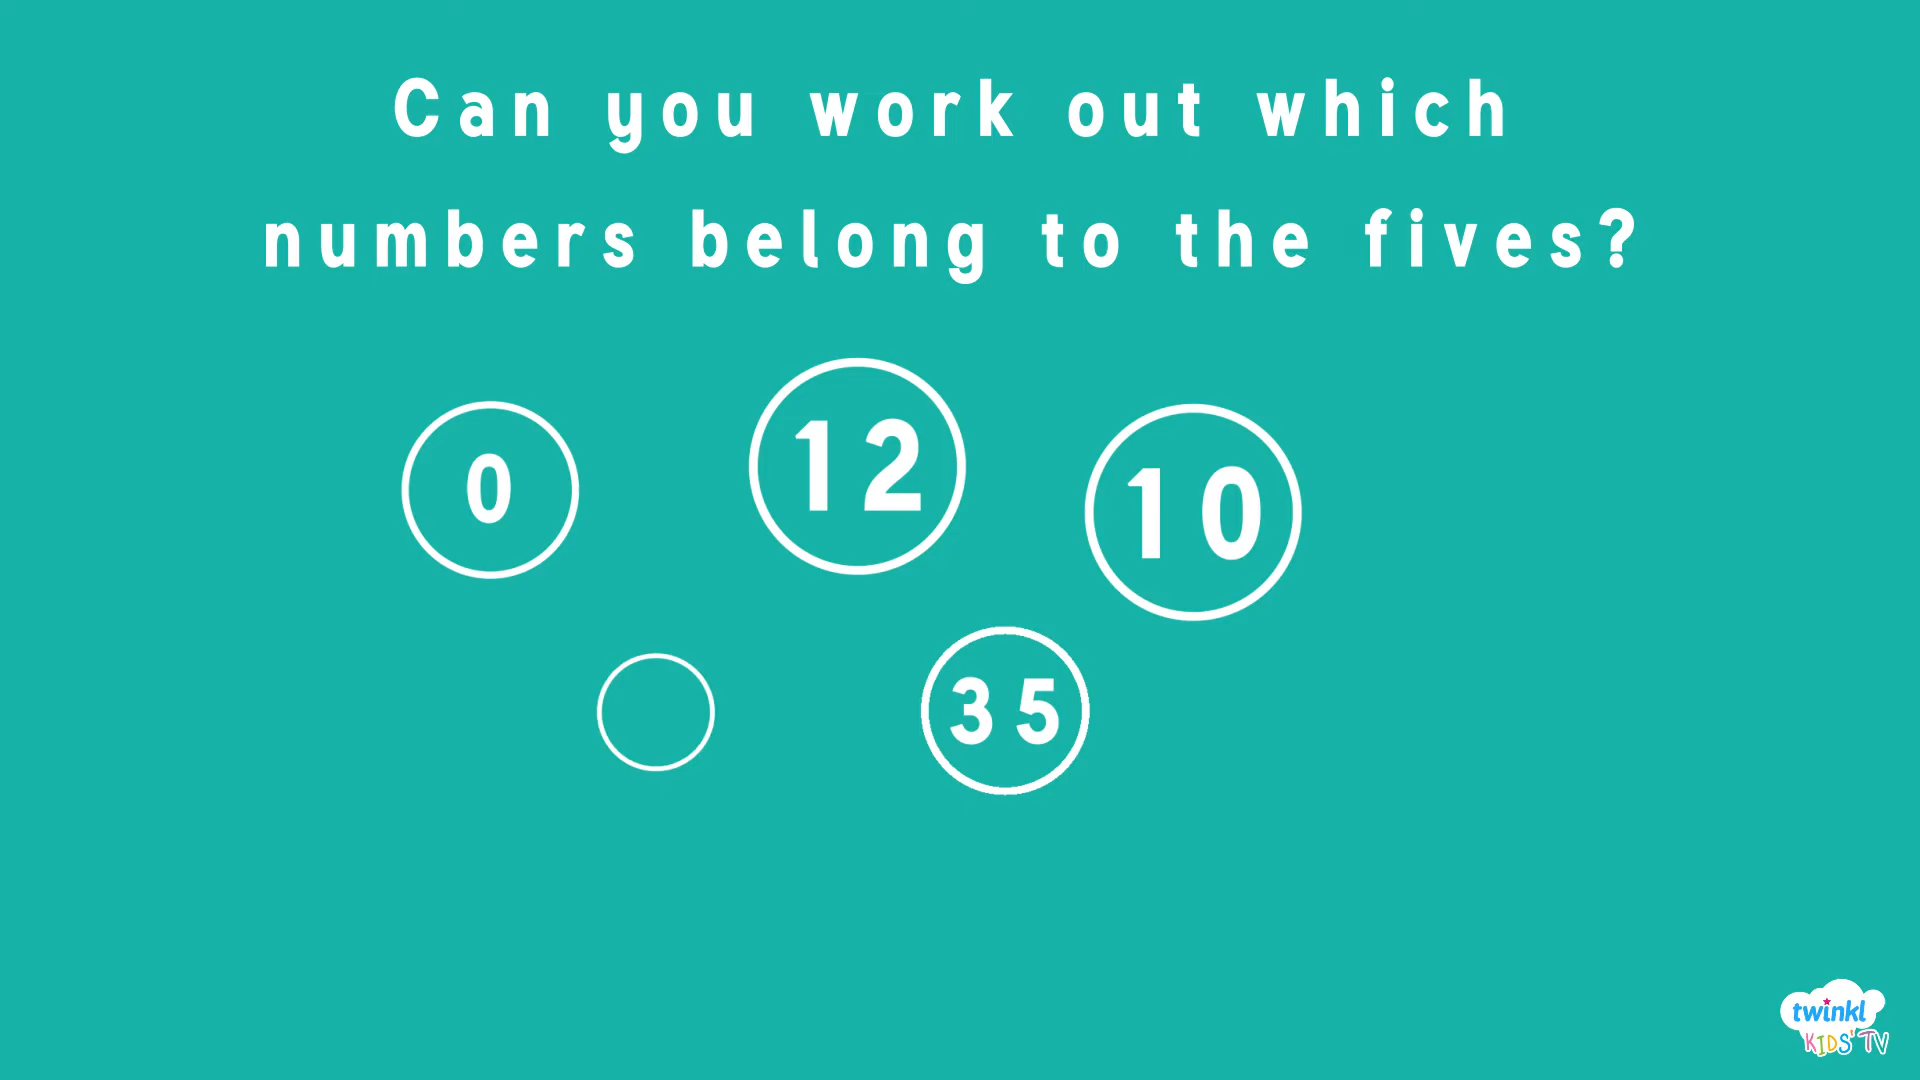 Can you work out which
numbers belong to the fives?
0
12
10
35
twinkl
KIDS' TV